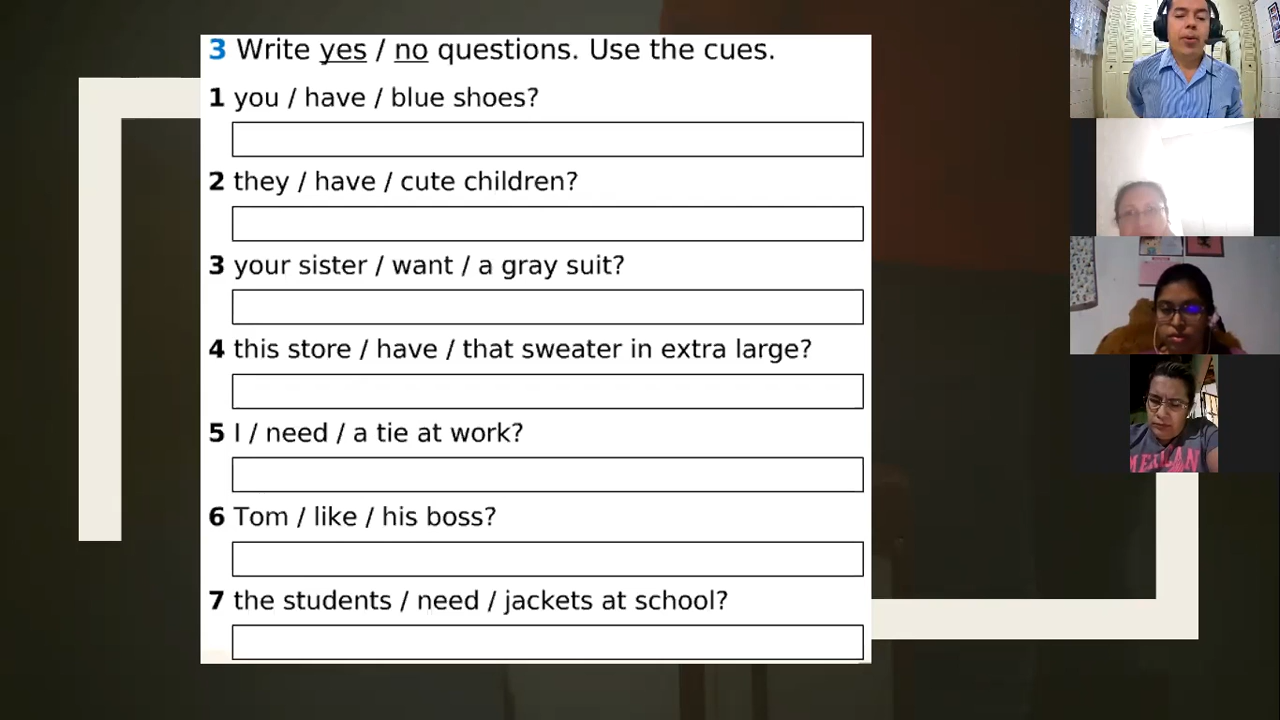 3 Write yes / no questions. Use the cues.
1 you / have / blue shoes?
2 they / have / cute children?
3 your sister / want / a gray suit?
4 this store / have / that sweater in extra large?
5 I / need / a tie at work?
6 Tom / like / his boss?
7 the students / need / jackets at school?